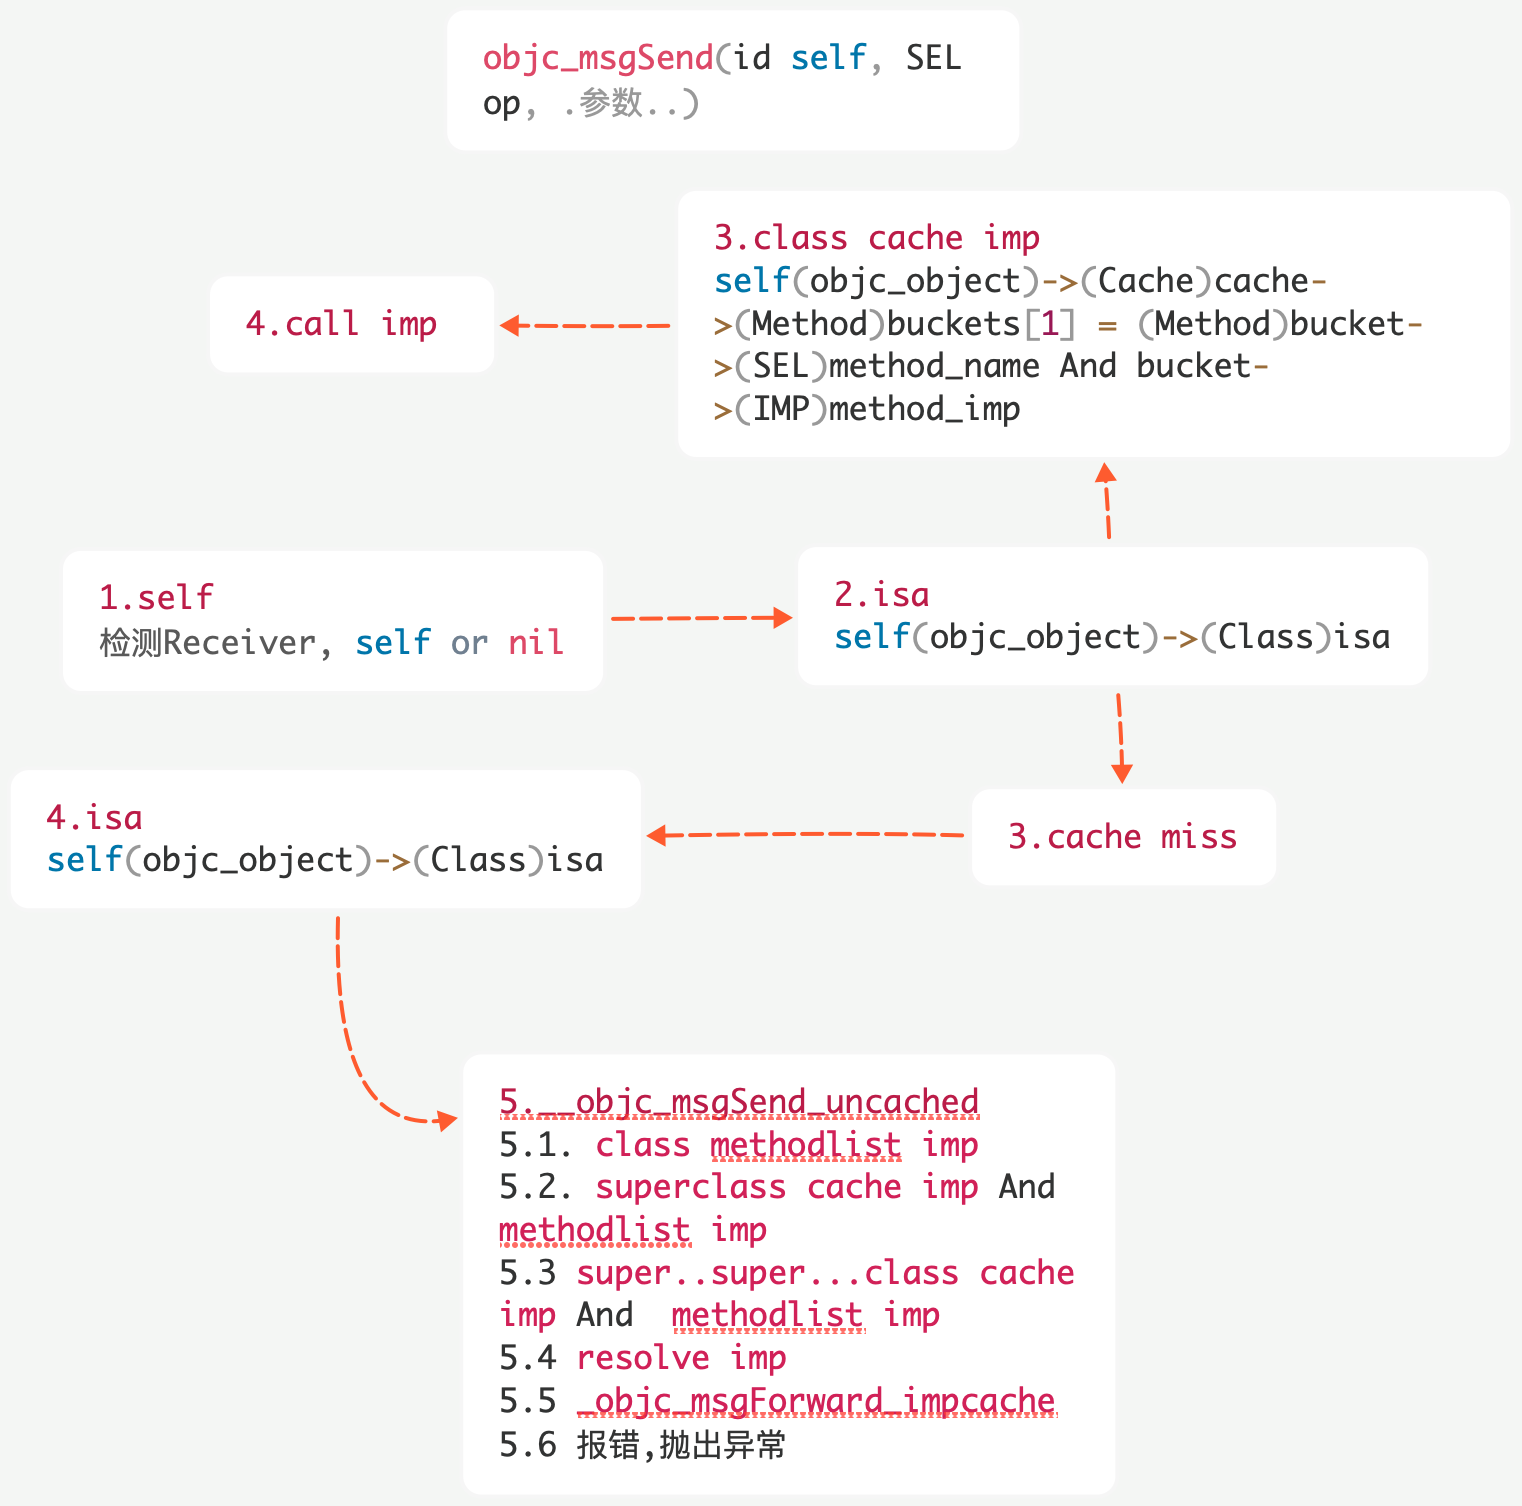 objc_msgSend(id self, SEL
op, .参数..)
3.class cache imp
self(objc_object)->(Cache)cache-
>(Method)buckets[1] = (Method)bucket-
>(SEL)method_name And bucket-
>(IMP)method_imp
4.call imp
1.self
检测Receiver, self or nil
2.isa
self(objc_object)->(Class)isa
3.cache miss
4.isa
self(objc_object)->(Class)isa
5.__objc_msgSend_uncached
5.1. class methodlist imp
5.2. superclass cache imp And
methodlist imp
5.3 super..super...class cache
imp And  methodlist imp
5.4 resolve imp
5.5 _objc_msgForward_impcache
5.6 报错,抛出异常